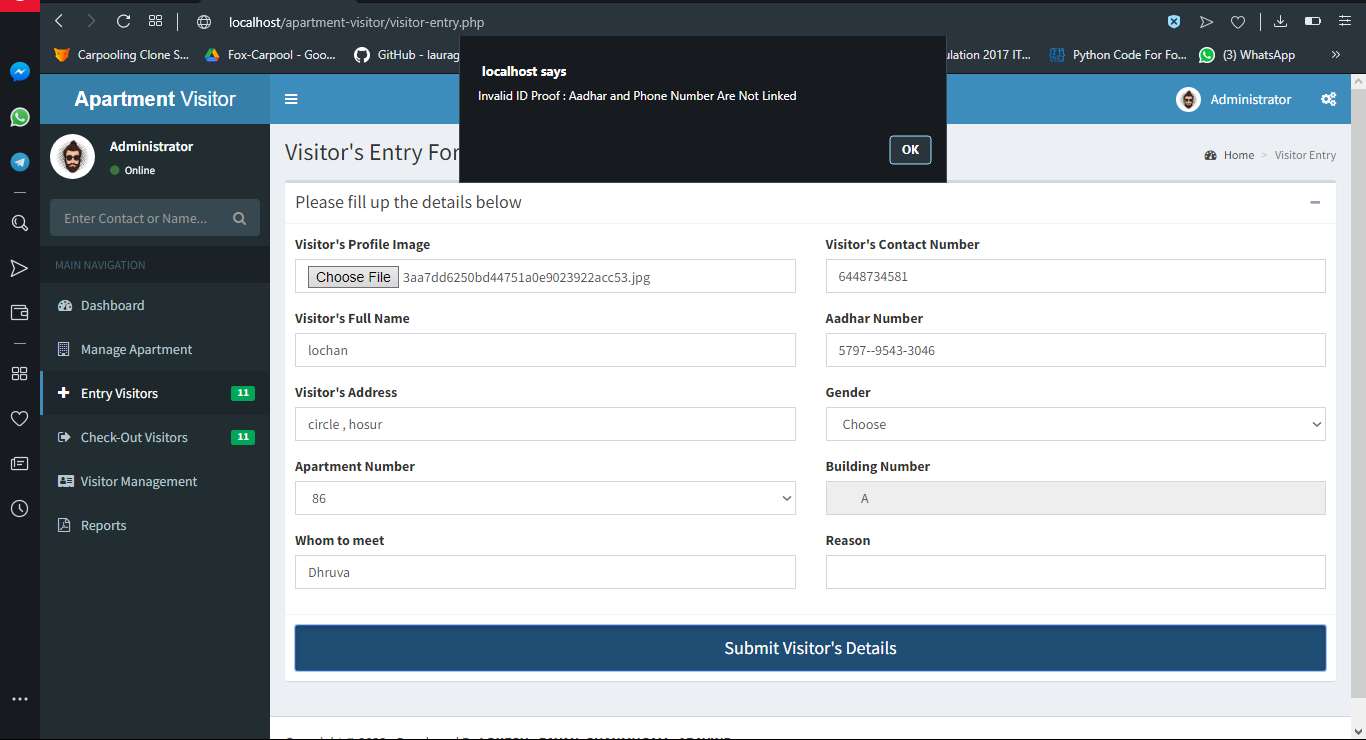 localhost/apartment-visitor/visitor-entry.php
Carpooling Clone S...
Fox-Carpool - Goo...
GitHub - laurag
ulation 2017 IT...
Python Code For Fo...
(3) WhatsApp
»
localhost says
Invalid ID Proof : Aadhar and Phone Number Are Not Linked
OK
Apartment Visitor
Administrator
Administrator
Online
Enter Contact or Name...
MAIN NAVIGATION
Dashboard
Manage Apartment
Entry Visitors 11
Check-Out Visitors 11
Visitor Management
Reports
Visitor's Entry For
Home > Visitor Entry
Please fill up the details below
Visitor's Profile Image
Choose File 3aa7dd6250bd44751a0e9023922acc53.jpg
Visitor's Contact Number
6448734581
Visitor's Full Name
lochan
Aadhar Number
5797--9543-3046
Visitor's Address
circle , hosur
Gender
Choose
Apartment Number
86
Building Number
A
Whom to meet
Dhruva
Reason
Submit Visitor's Details